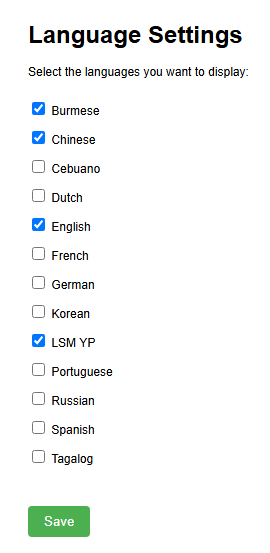 Language Settings
Select the languages you want to display:
Burmese
Chinese
Cebuano
Dutch
English
French
German
Korean
LSM YP
Portuguese
Russian
Spanish
Tagalog
Save